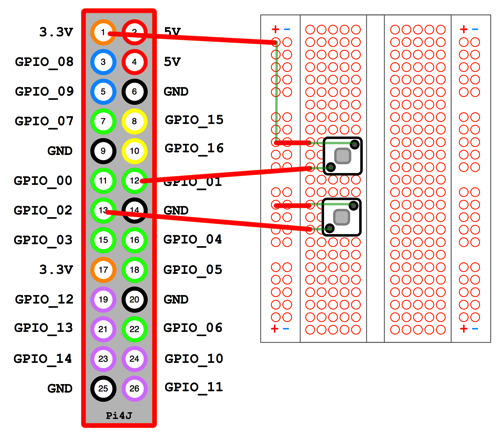 3.3V 1 2 5V
GPIO_08 3 4 5V
GPIO_09 5 6 GND
GPIO_07 7 8 GPIO_15
GND 9 10 GPIO_16
GPIO_00 11 12 GPIO_01
GPIO_02 13 14 GND
GPIO_03 15 16 GPIO_04
3.3V 17 18 GPIO_05
GPIO_12 19 20 GND
GPIO_13 21 22 GPIO_06
GPIO_14 23 24 GPIO_10
GND 25 26 GPIO_11
Pi4J
+ − + −
+ − + −